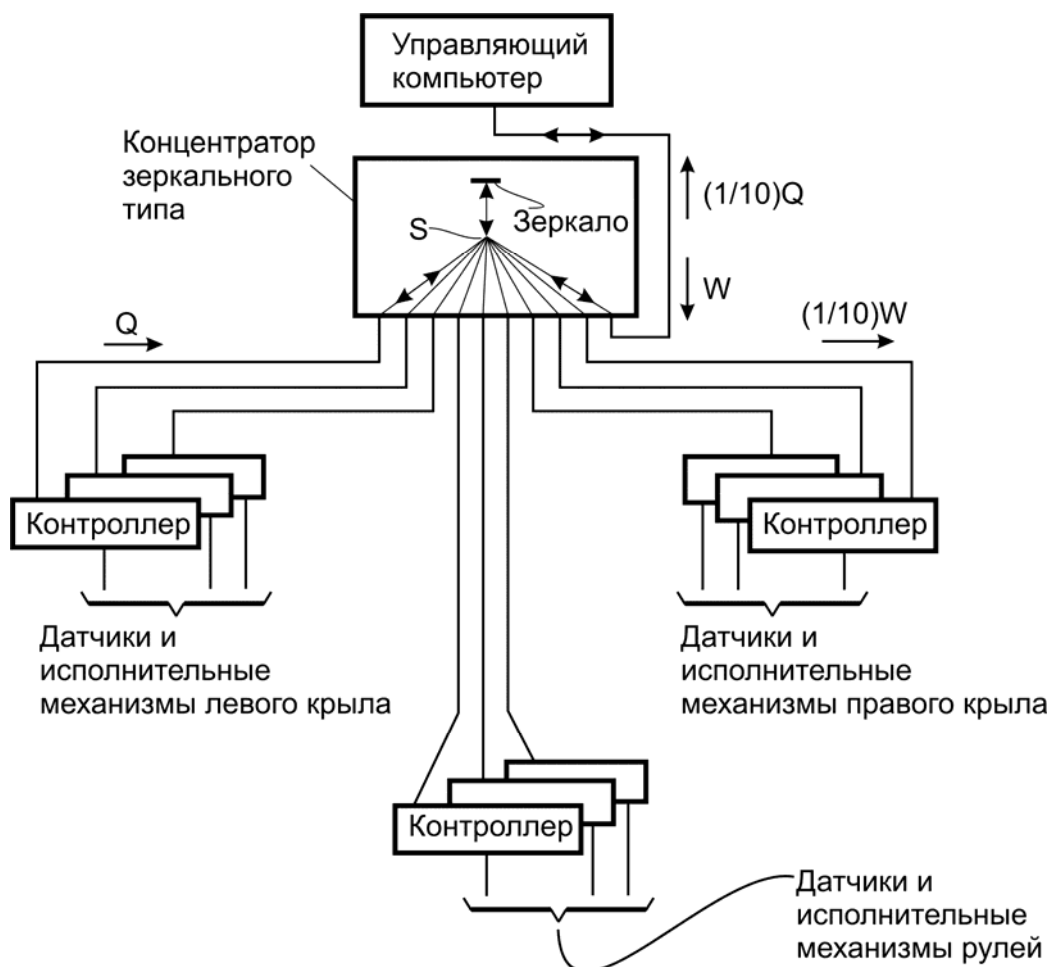 Управляющий
компьютер
Концентратор
зеркального
типа
Зеркало
S
(1/10)Q
W
Q
(1/10)W
Контроллер
Контроллер
Датчики и
исполнительные
механизмы левого крыла
Датчики и
исполнительные
механизмы правого крыла
Контроллер
Датчики и
исполнительные
механизмы рулей